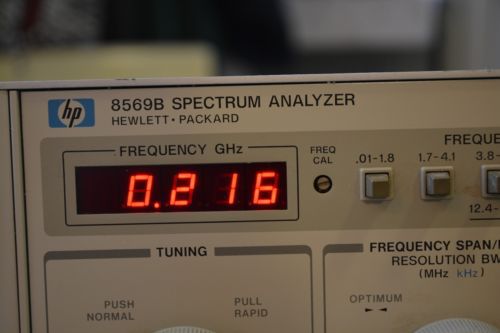 hp 8569B SPECTRUM ANALYZER
HEWLETT • PACKARD
FREQUENCY GHz
0.216
FREQ
CAL
.01-1.8
1.7-4.1
3.8-
12.4-
TUNING
PUSH
NORMAL
PULL
RAPID
FREQUENCY SPAN/
RESOLUTION BW
(MHz kHz)
OPTIMUM